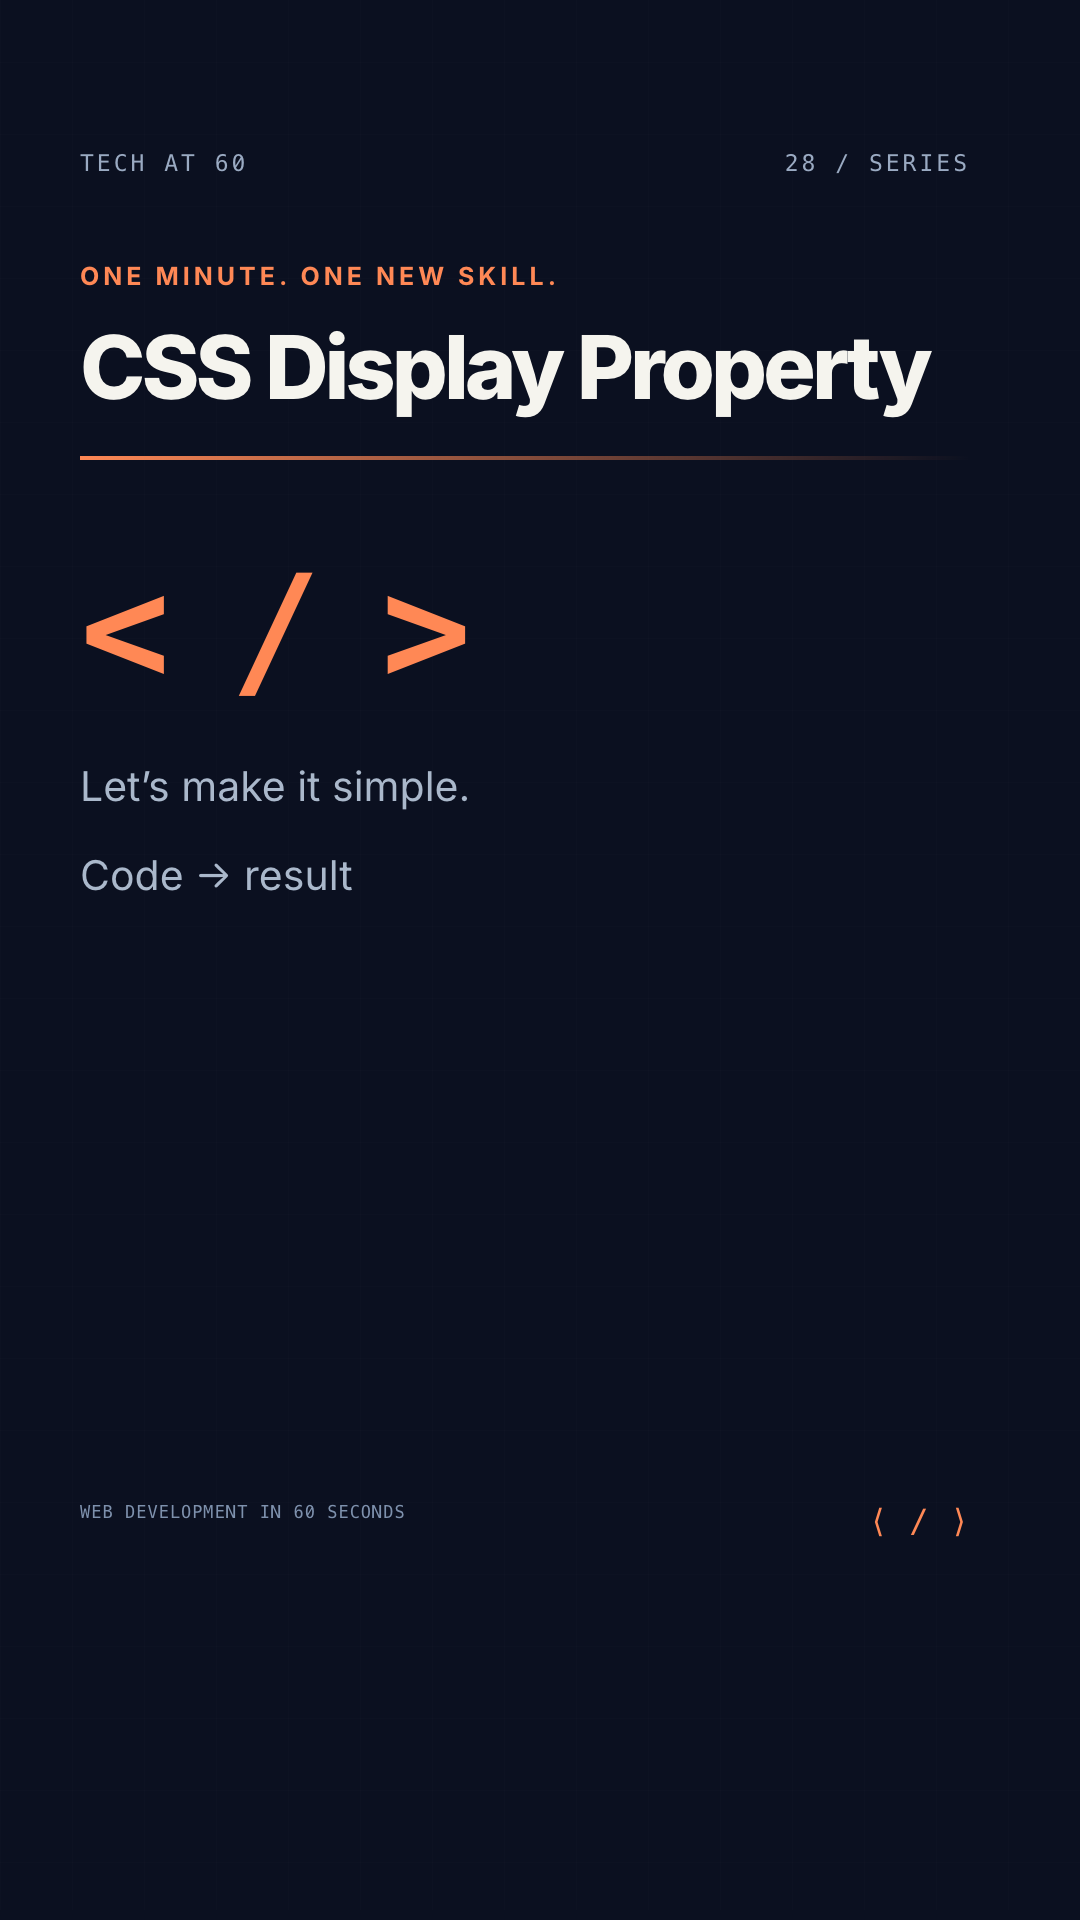 TECH AT 60
28 / SERIES
ONE MINUTE. ONE NEW SKILL.
CSS Display Property
< / >
Let’s make it simple.
Code → result
WEB DEVELOPMENT IN 60 SECONDS
⟨ / ⟩